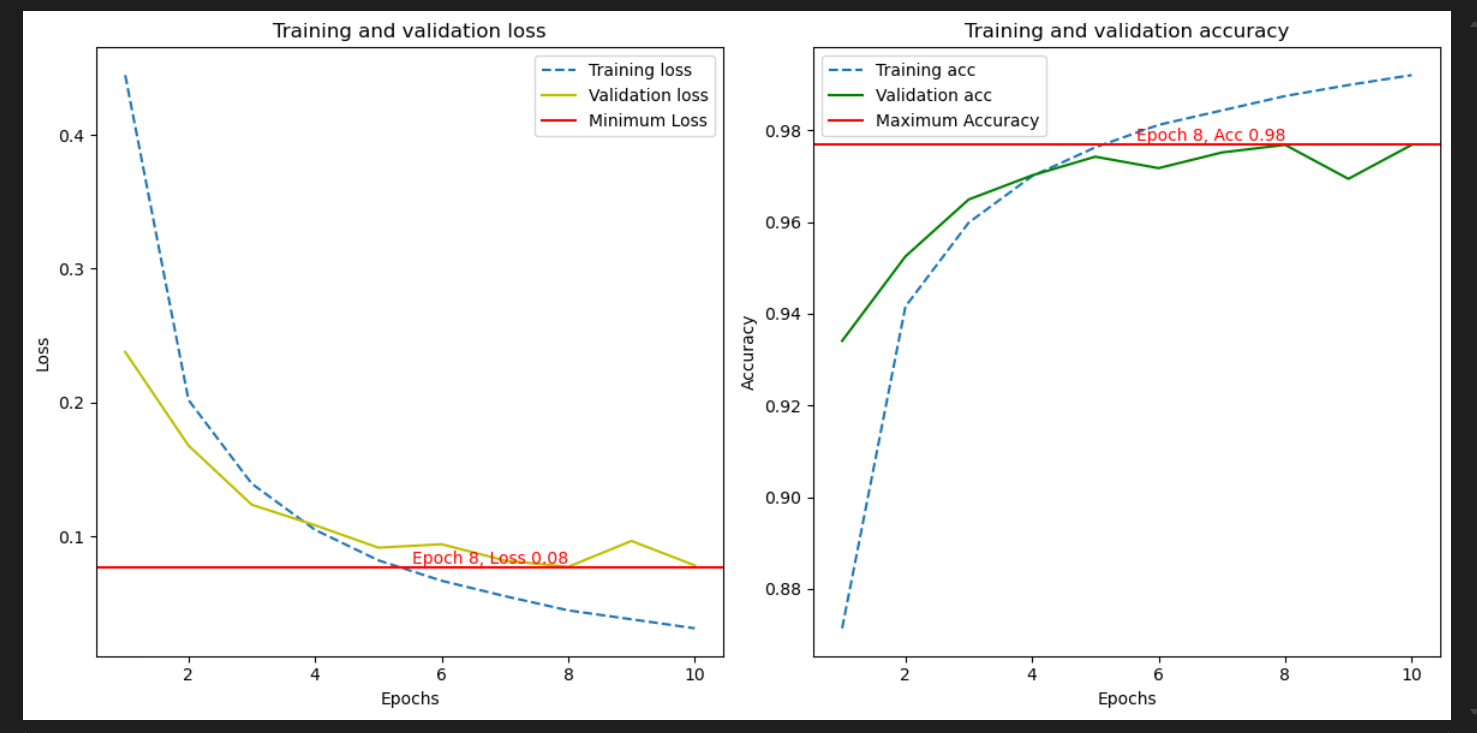 Training and validation loss
Training loss
Validation loss
Minimum Loss
0.4
0.3
0.2
0.1
Loss
Epoch 8, Loss 0.08
2 4 6 8 10
Epochs
Training and validation accuracy
Training acc
Validation acc
Maximum Accuracy
0.98
0.96
0.94
0.92
0.90
0.88
Accuracy
Epoch 8, Acc 0.98
2 4 6 8 10
Epochs